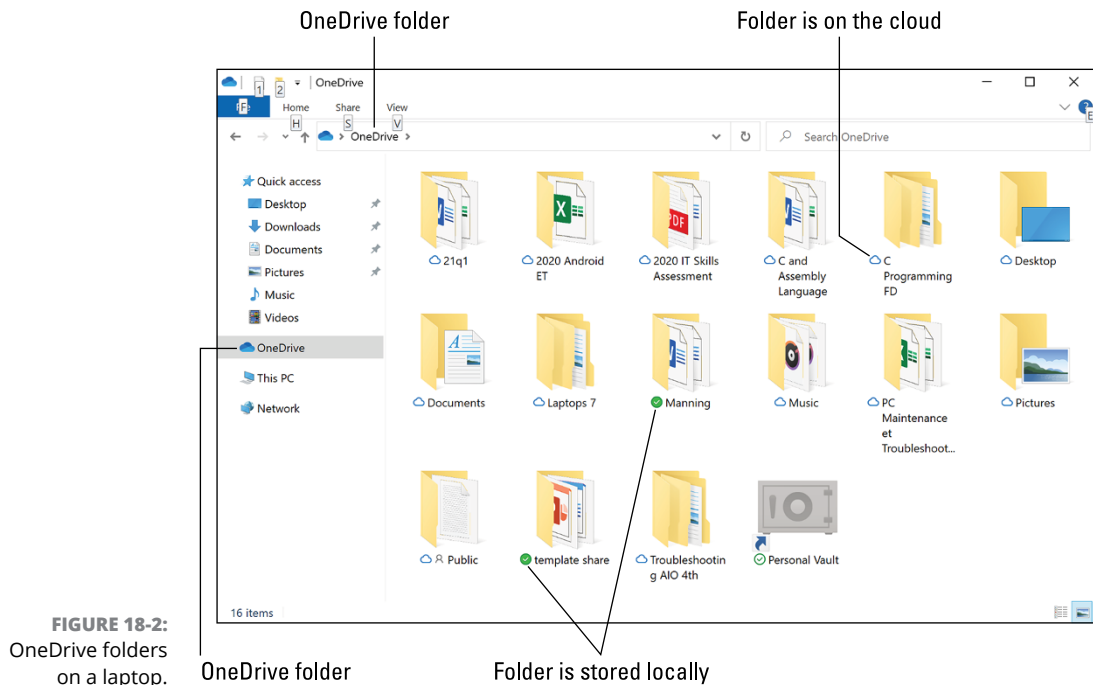 OneDrive folder
Folder is on the cloud
1
2
OneDrive
F
Home
Share
View
H
S
V
E
OneDrive
Search OneDrive
Quick access
Desktop
Downloads
Documents
Pictures
Music
Videos
OneDrive
This PC
Network
21q1
2020 Android
ET
2020 IT Skills
Assessment
C and
Assembly
Language
C
Programming
FD
Desktop
Documents
Laptops 7
Manning
Music
PC
Maintenance
et
Troubleshoot...
Pictures
Public
template share
Troubleshootin
g AIO 4th
Personal Vault
16 items
FIGURE 18-2:
OneDrive folders
on a laptop.
OneDrive folder
Folder is stored locally